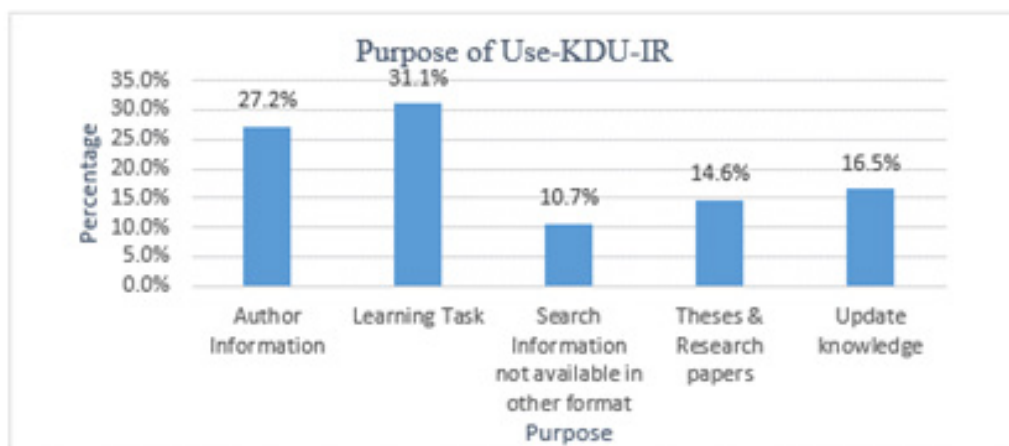 Purpose of Use-KDU-IR
Percentage
35.0%
30.0%
25.0%
20.0%
15.0%
10.0%
5.0%
0.0%
27.2%
31.1%
10.7%
14.6%
16.5%
Author
Information
Learning Task
Search
Information
not available in
other format
Theses &
Research
papers
Update
knowledge
Purpose